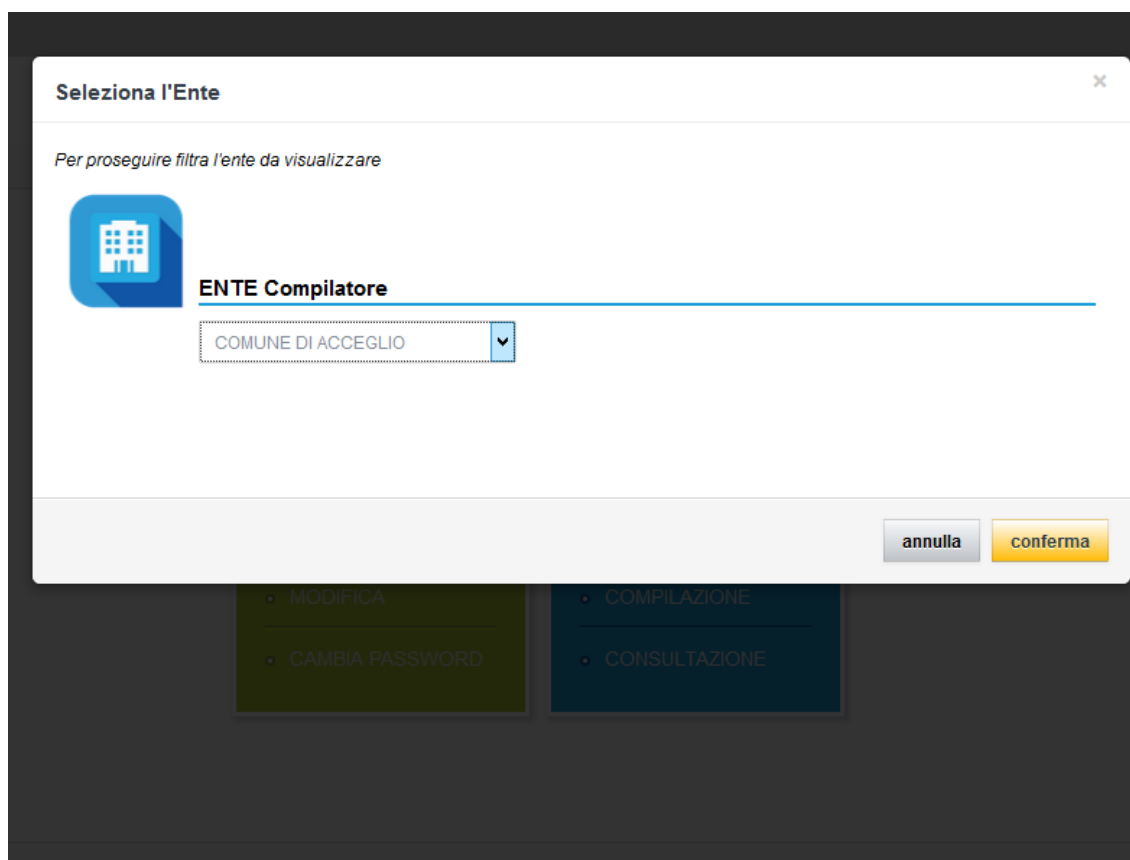 Seleziona l'Ente
×
Per proseguire filtra l'ente da visualizzare
ENTE Compilatore
COMUNE DI ACCEGLIO
annulla
conferma
MODIFICA
COMPILAZIONE
CAMBIA PASSWORD
CONSULTAZIONE